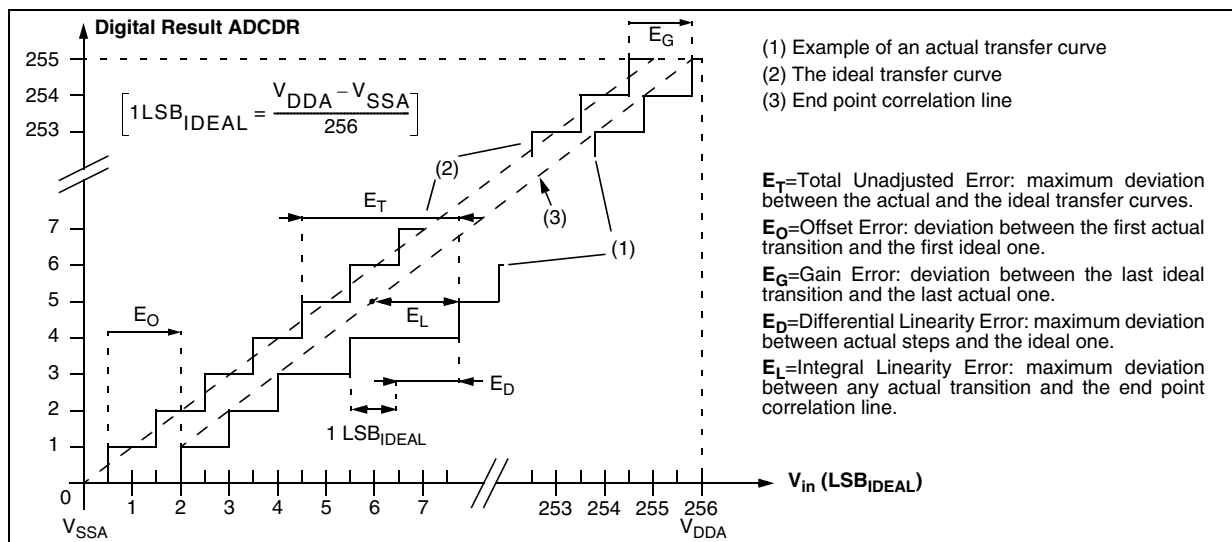 Digital Result ADCDR
E_G
255
254
253
[1LSB_IDEAL = (V_DDA – V_SSA) / 256]
(2)
E_T
(3)
7
6
(1)
5
E_O
E_L
4
3
E_D
2
1 LSB_IDEAL
1
0
1 2 3 4 5 6 7 253 254 255 256
V_in (LSB_IDEAL)
V_SSA
V_DDA
(1) Example of an actual transfer curve
(2) The ideal transfer curve
(3) End point correlation line
E_T=Total Unadjusted Error: maximum deviation
between the actual and the ideal transfer curves.
E_O=Offset Error: deviation between the first actual
transition and the first ideal one.
E_G=Gain Error: deviation between the last ideal
transition and the last actual one.
E_D=Differential Linearity Error: maximum deviation
between actual steps and the ideal one.
E_L=Integral Linearity Error: maximum deviation
between any actual transition and the end point
correlation line.